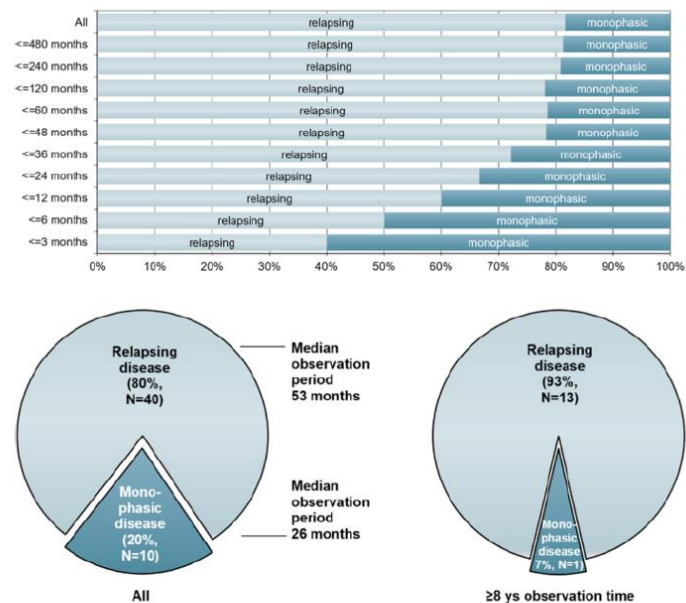 All
relapsing
monophasic
<=480 months
relapsing
monophasic
<=240 months
relapsing
monophasic
<=120 months
relapsing
monophasic
<=60 months
relapsing
monophasic
<=48 months
relapsing
monophasic
<=36 months
relapsing
monophasic
<=24 months
relapsing
monophasic
<=12 months
relapsing
monophasic
<=6 months
relapsing
monophasic
<=3 months
relapsing
monophasic
0% 10% 20% 30% 40% 50% 60% 70% 80% 90% 100%
Relapsing
disease
(80%,
N=40)
Median
observation
period
53 months
Mono-
phasic
disease
(20%,
N=10)
Median
observation
period
26 months
All
Relapsing
disease
(93%,
N=13)
Mono-
phasic
disease
7%, N=1)
≥8 ys observation time